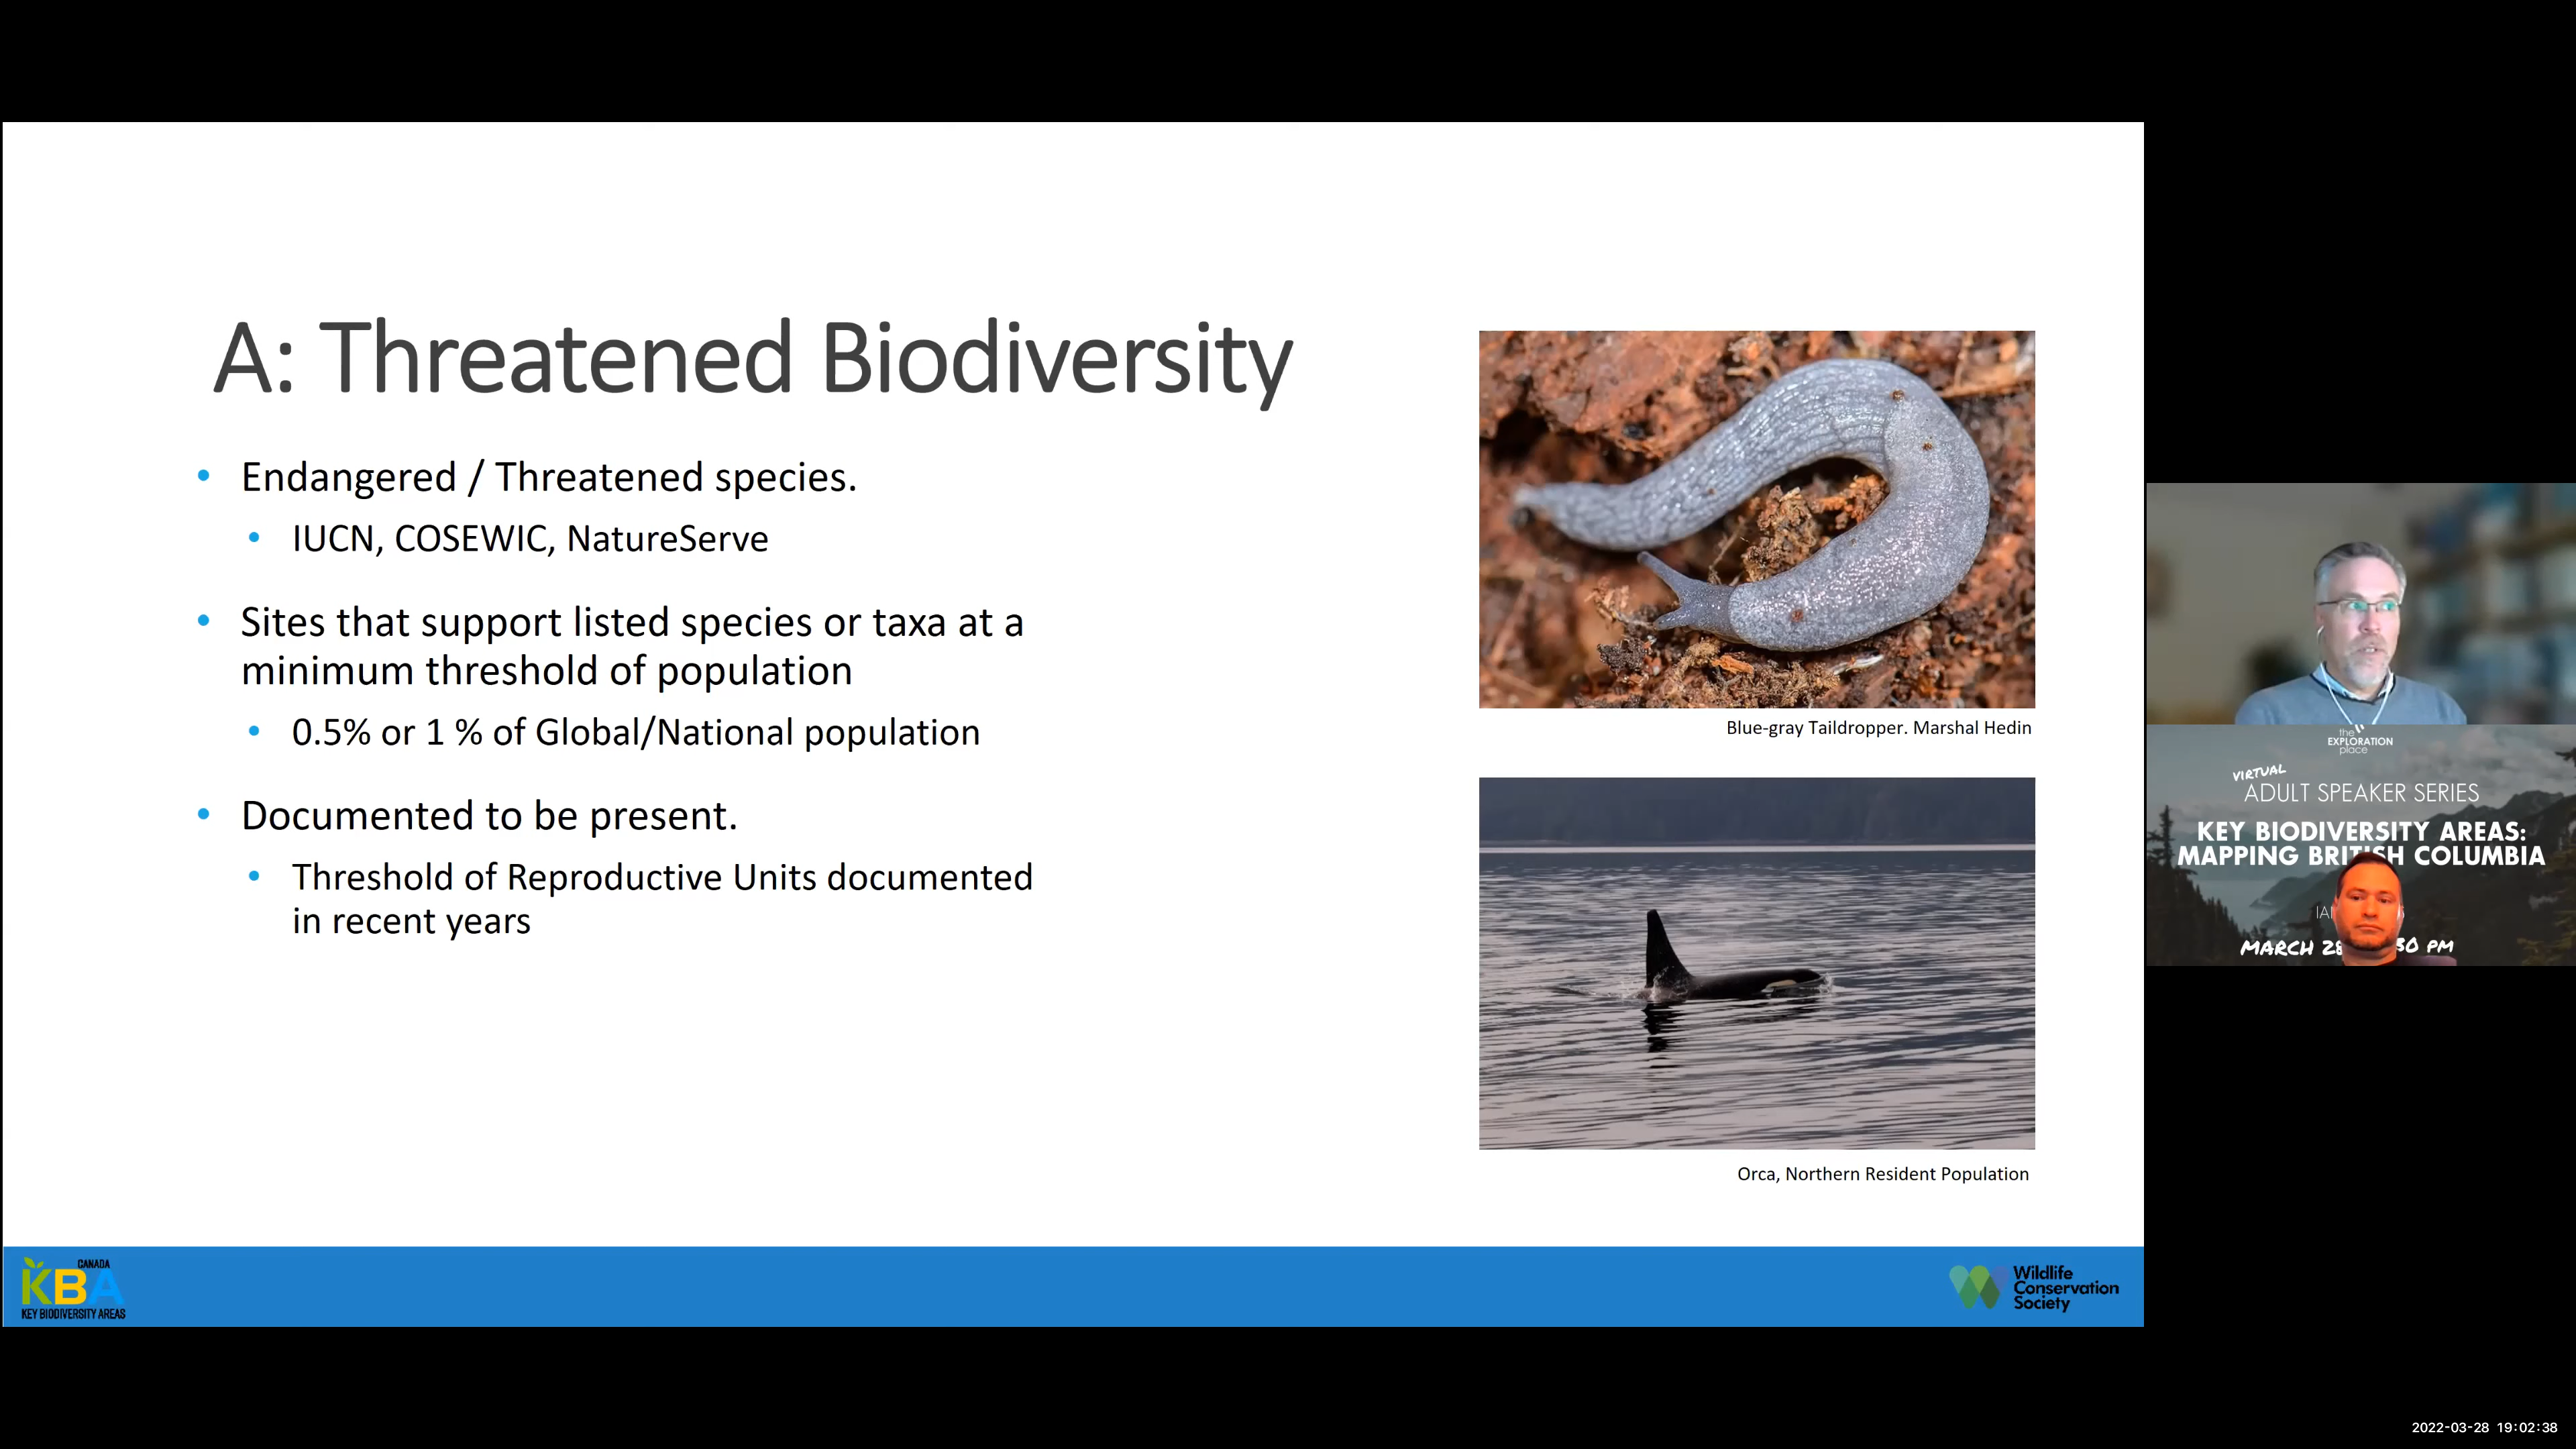 A: Threatened Biodiversity
• Endangered / Threatened species.
• IUCN, COSEWIC, NatureServe
• Sites that support listed species or taxa at a
minimum threshold of population
• 0.5% or 1 % of Global/National population
• Documented to be present.
• Threshold of Reproductive Units documented
in recent years
Blue-gray Taildropper. Marshal Hedin
Orca, Northern Resident Population
CANADA
KBA
KEY BIODIVERSITY AREAS
Wildlife
Conservation
Society
the
EXPLORATION
place
VIRTUAL
ADULT SPEAKER SERIES
KEY BIODIVERSITY AREAS:
MAPPING BRITISH COLUMBIA
MARCH 28 30 PM
2022-03-28 19:02:38